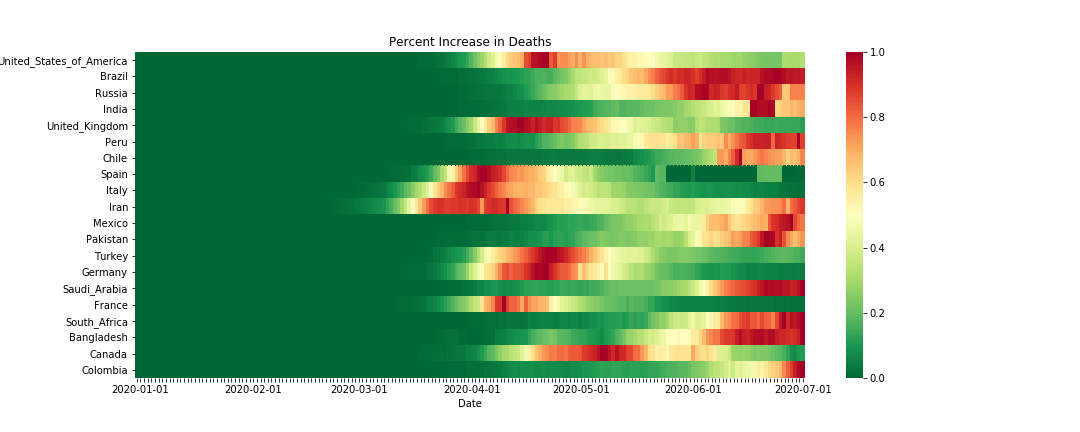 Percent Increase in Deaths
United_States_of_America
Brazil
Russia
India
United_Kingdom
Peru
Chile
Spain
Italy
Iran
Mexico
Pakistan
Turkey
Germany
Saudi_Arabia
France
South_Africa
Bangladesh
Canada
Colombia
2020-01-01 2020-02-01 2020-03-01 2020-04-01 2020-05-01 2020-06-01 2020-07-01
Date
1.0
0.8
0.6
0.4
0.2
0.0